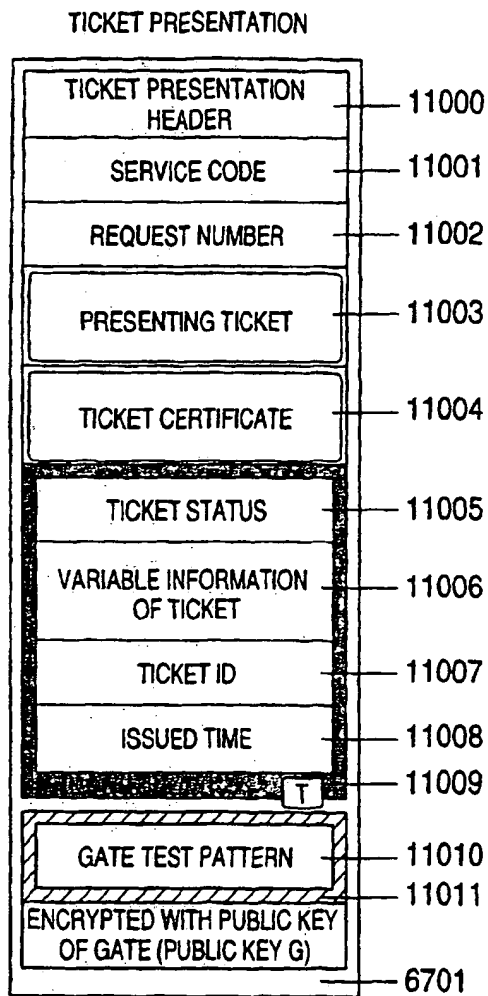 TICKET PRESENTATION
TICKET PRESENTATION
HEADER
11000
SERVICE CODE
11001
REQUEST NUMBER
11002
PRESENTING TICKET
11003
TICKET CERTIFICATE
11004
TICKET STATUS
11005
VARIABLE INFORMATION
OF TICKET
11006
TICKET ID
11007
ISSUED TIME
11008
11009
T
GATE TEST PATTERN
11010
11011
ENCRYPTED WITH PUBLIC KEY
OF GATE (PUBLIC KEY G)
6701